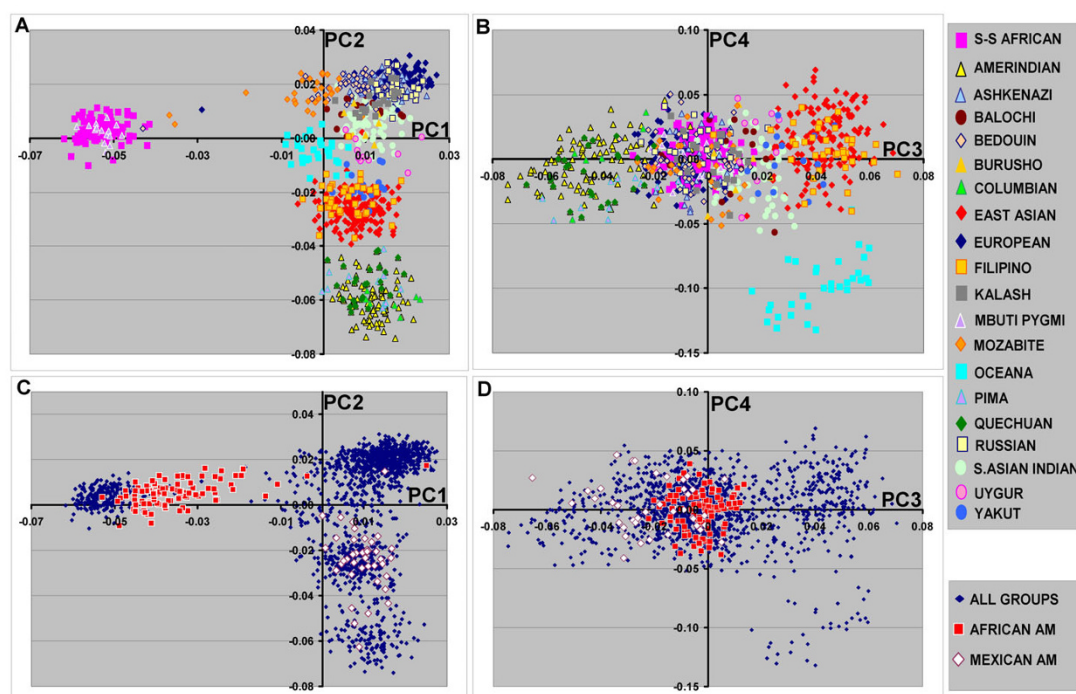 A
PC2
0.04
0.02
0.00
-0.02
-0.04
-0.06
-0.08
-0.07
-0.05
-0.03
-0.01
0.01
0.03
PC1
B
PC4
0.10
0.05
0.00
-0.05
-0.10
-0.15
-0.08
-0.06
-0.04
-0.02
0.00
0.02
0.04
0.06
0.08
PC3
C
PC2
0.04
0.02
0.00
-0.02
-0.04
-0.06
-0.08
-0.07
-0.05
-0.03
-0.01
0.01
0.03
PC1
D
PC4
0.10
0.05
0.00
-0.05
-0.10
-0.15
-0.08
-0.06
-0.04
-0.02
0.00
0.02
0.04
0.06
0.08
PC3
S-S AFRICAN
AMERINDIAN
ASHKENAZI
BALOCHI
BEDOUIN
BURUSHO
COLUMBIAN
EAST ASIAN
EUROPEAN
FILIPINO
KALASH
MBUTI PYGMI
MOZABITE
OCEANA
PIMA
QUECHUAN
RUSSIAN
S.ASIAN INDIAN
UYGUR
YAKUT
ALL GROUPS
AFRICAN AM
MEXICAN AM